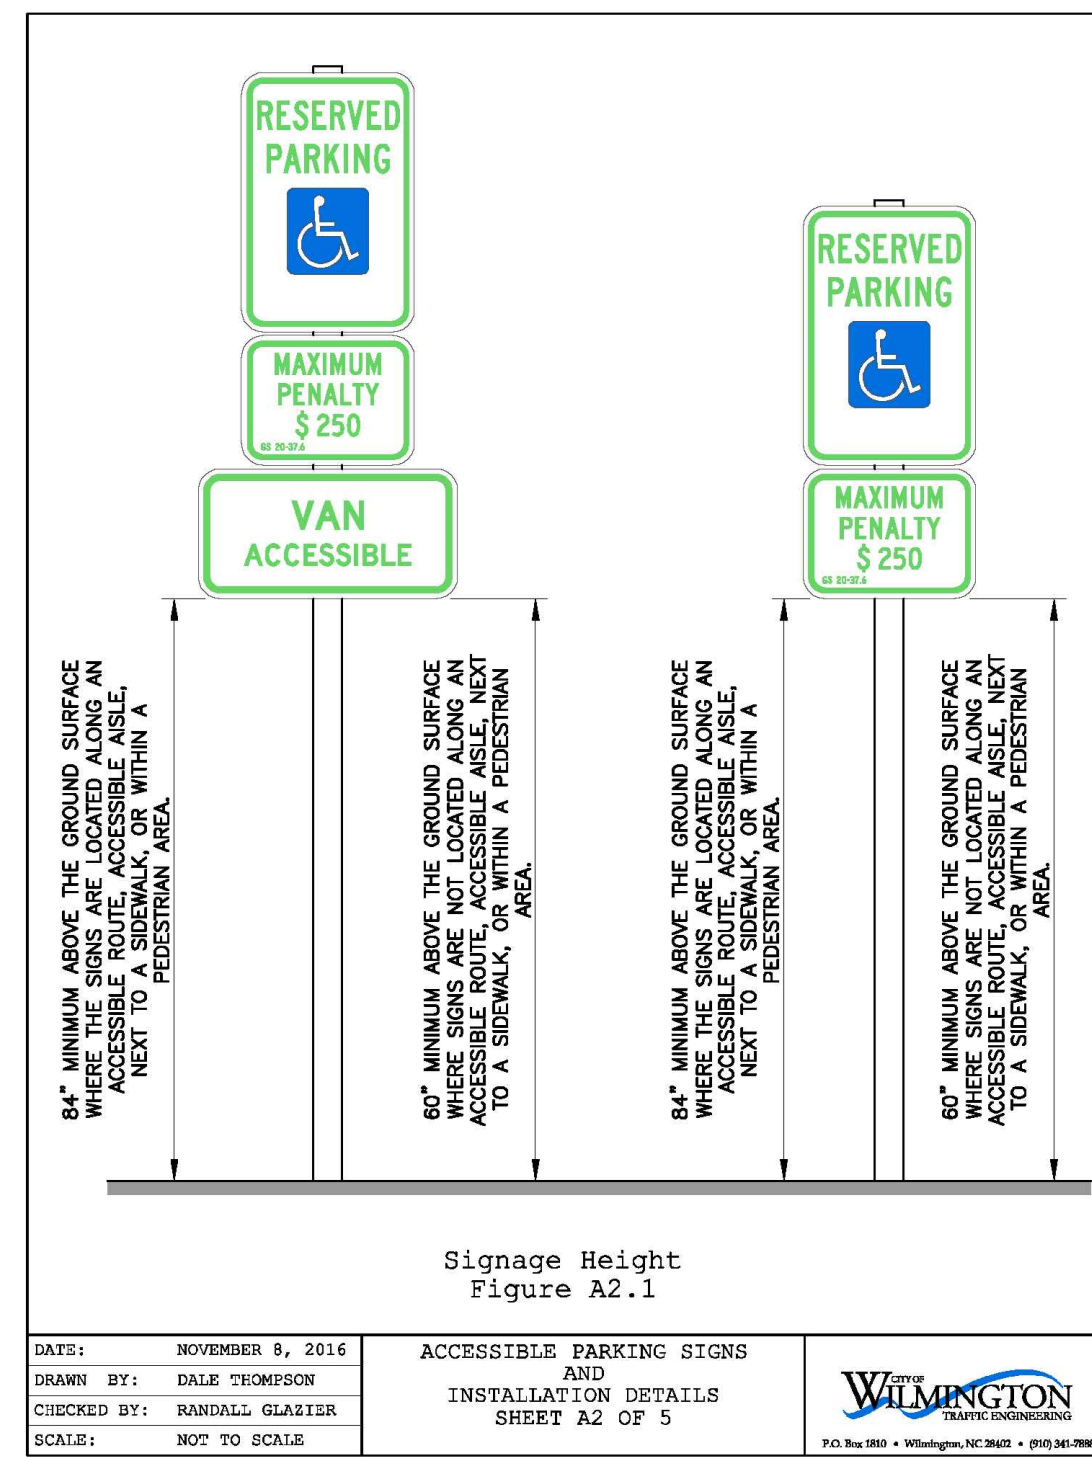 RESERVED
PARKING
MAXIMUM
PENALTY
$ 250
GS 20-37.6
VAN
ACCESSIBLE
RESERVED
PARKING
MAXIMUM
PENALTY
$ 250
GS 20-37.6
84" MINIMUM ABOVE THE GROUND SURFACE
WHERE THE SIGNS ARE LOCATED ALONG AN
ACCESSIBLE ROUTE, ACCESSIBLE AISLE,
NEXT TO A SIDEWALK, OR WITHIN A
PEDESTRIAN AREA.
60" MINIMUM ABOVE THE GROUND SURFACE
WHERE SIGNS ARE NOT LOCATED ALONG AN
ACCESSIBLE ROUTE, ACCESSIBLE AISLE, NEXT
TO A SIDEWALK, OR WITHIN A PEDESTRIAN
AREA.
84" MINIMUM ABOVE THE GROUND SURFACE
WHERE THE SIGNS ARE LOCATED ALONG AN
ACCESSIBLE ROUTE, ACCESSIBLE AISLE,
NEXT TO A SIDEWALK, OR WITHIN A
PEDESTRIAN AREA.
60" MINIMUM ABOVE THE GROUND SURFACE
WHERE SIGNS ARE NOT LOCATED ALONG AN
ACCESSIBLE ROUTE, ACCESSIBLE AISLE, NEXT
TO A SIDEWALK, OR WITHIN A PEDESTRIAN
AREA.
Signage Height
Figure A2.1
DATE: NOVEMBER 8, 2016
DRAWN BY: DALE THOMPSON
CHECKED BY: RANDALL GLAZIER
SCALE: NOT TO SCALE
ACCESSIBLE PARKING SIGNS
AND
INSTALLATION DETAILS
SHEET A2 OF 5
CITY OF
WILMINGTON
TRAFFIC ENGINEERING
P.O. Box 1810 • Wilmington, NC 28402 • (910) 341-7888